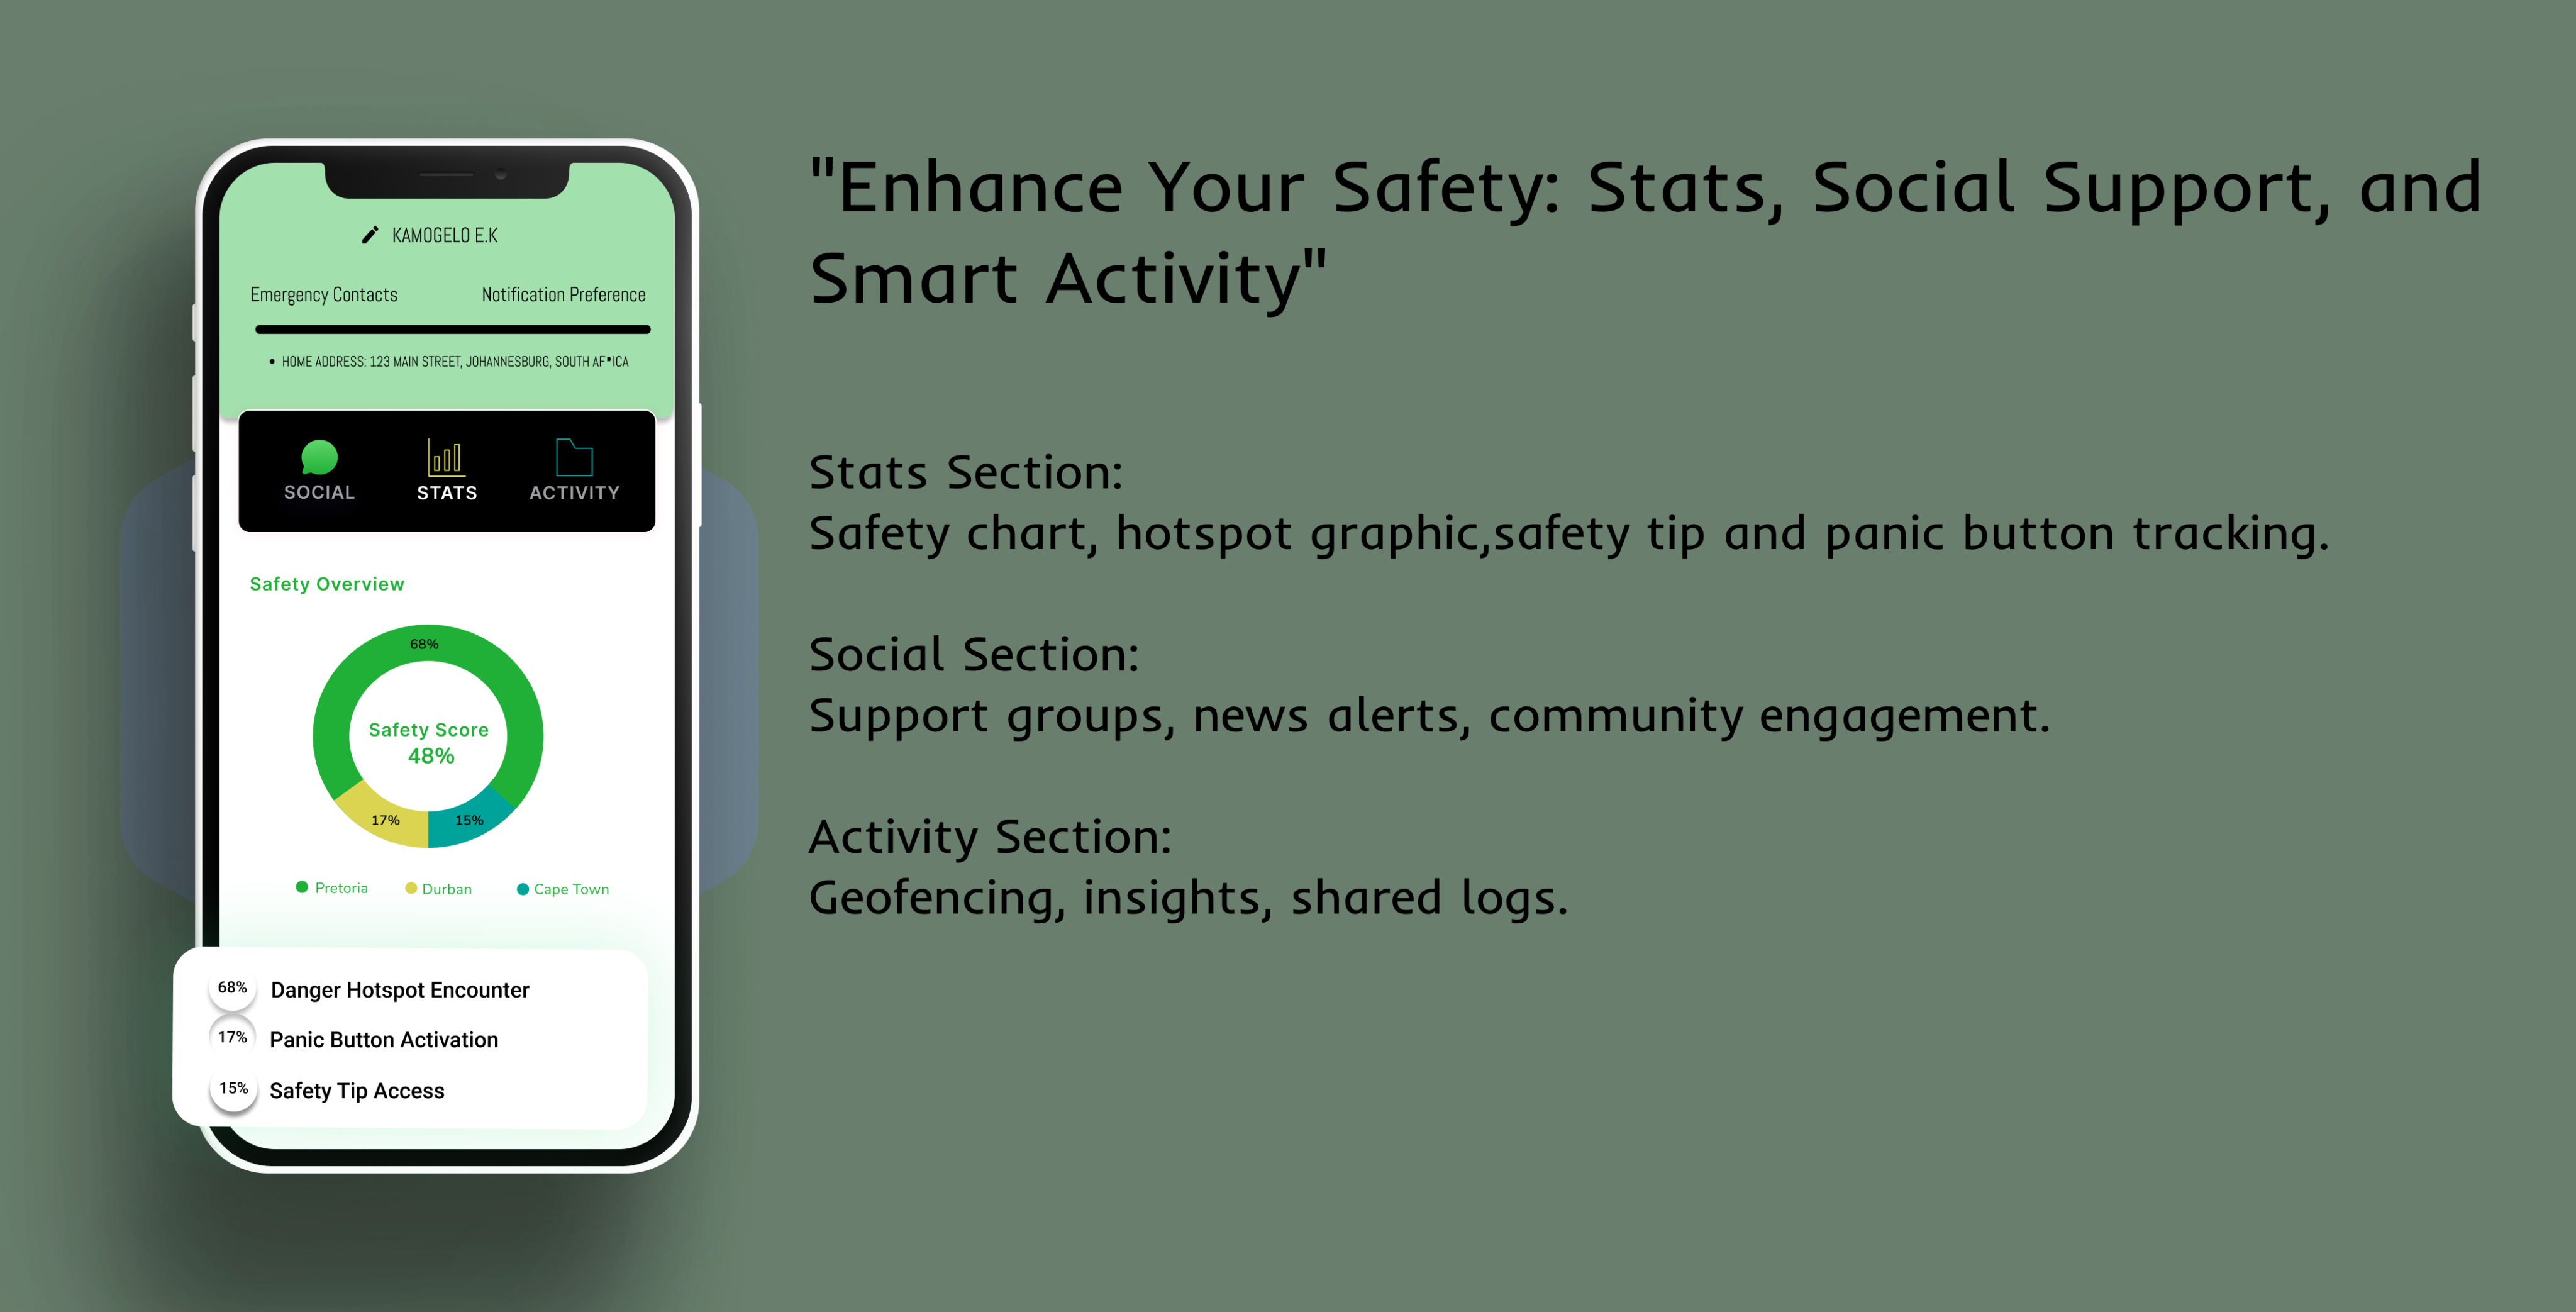 KAMOGELO E.K
Emergency Contacts
Notification Preference
• HOME ADDRESS: 123 MAIN STREET, JOHANNESBURG, SOUTH AF•ICA
SOCIAL
STATS
ACTIVITY
Safety Overview
68%
Safety Score
48%
17%
15%
Pretoria
Durban
Cape Town
68% Danger Hotspot Encounter
17% Panic Button Activation
15% Safety Tip Access
"Enhance Your Safety: Stats, Social Support, and
Smart Activity"
Stats Section:
Safety chart, hotspot graphic,safety tip and panic button tracking.
Social Section:
Support groups, news alerts, community engagement.
Activity Section:
Geofencing, insights, shared logs.